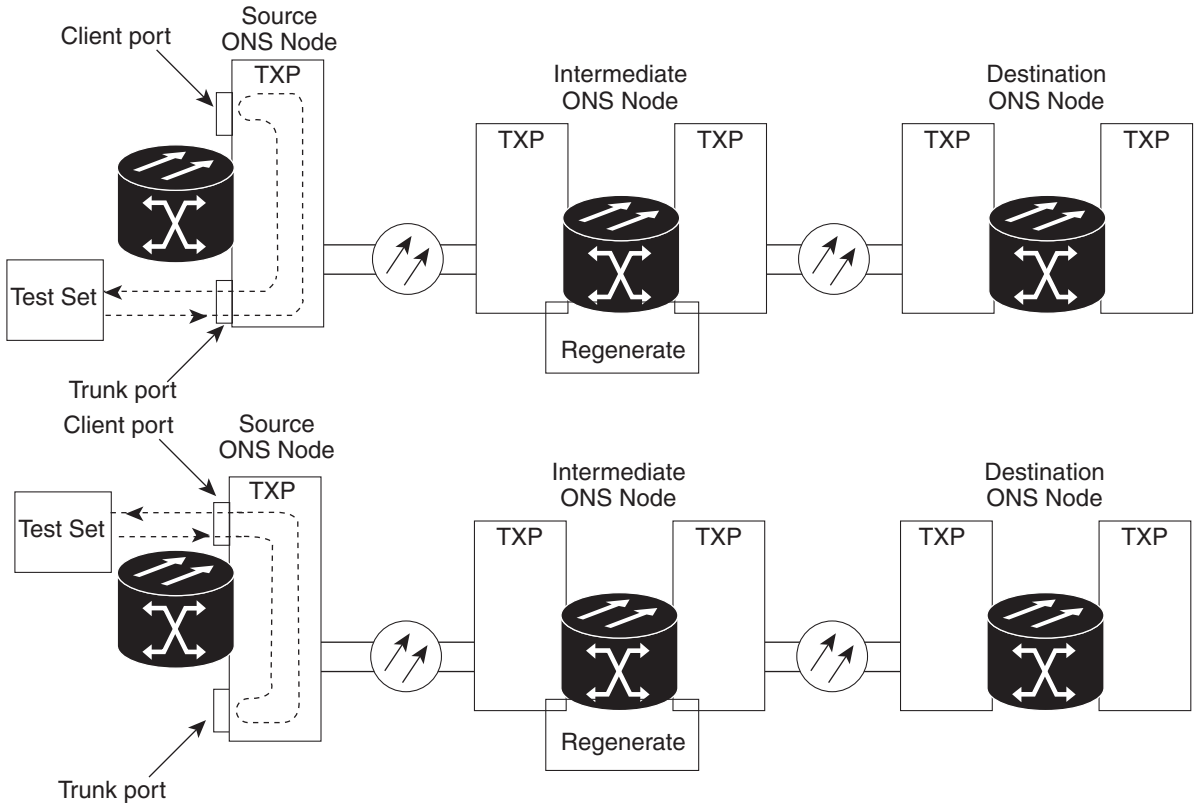 Source
ONS Node
Client port
TXP
Intermediate
ONS Node
Destination
ONS Node
TXP
TXP
TXP
TXP
Test Set
Regenerate
Trunk port
Client port
Source
ONS Node
TXP
Intermediate
ONS Node
Destination
ONS Node
Test Set
TXP
TXP
TXP
TXP
Regenerate
Trunk port